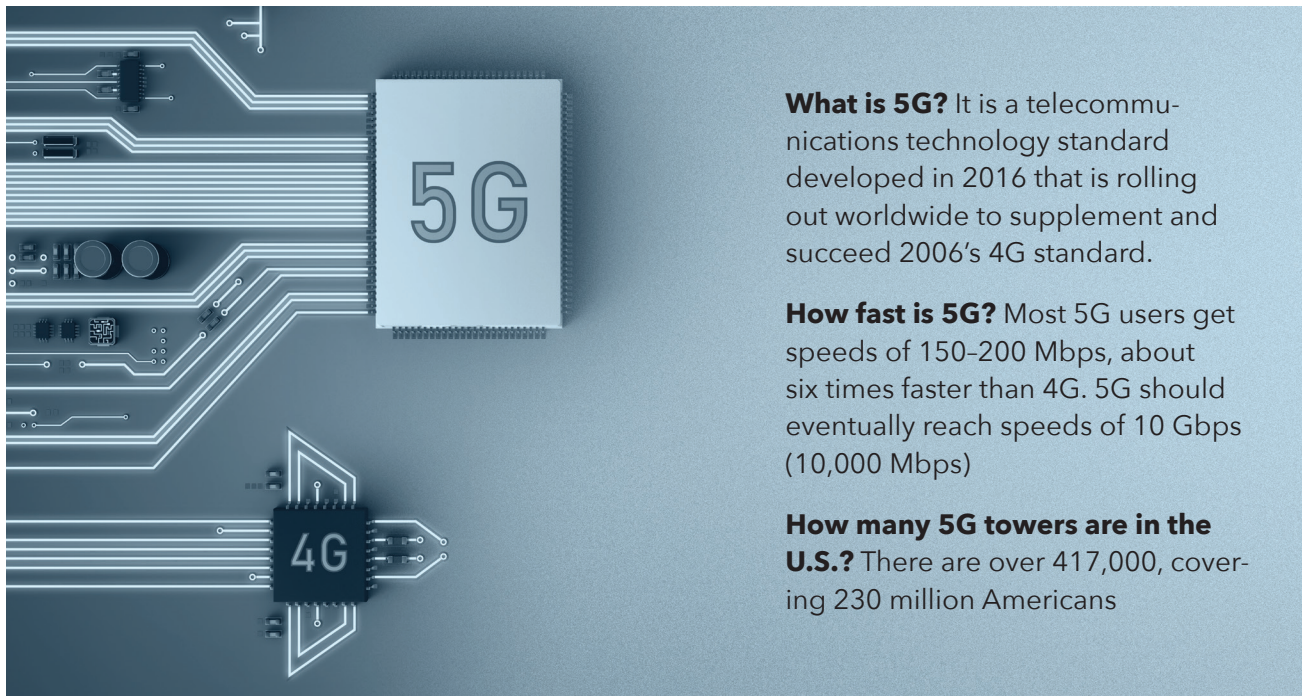 5G
4G
What is 5G? It is a telecommu-
nications technology standard
developed in 2016 that is rolling
out worldwide to supplement and
succeed 2006's 4G standard.
How fast is 5G? Most 5G users get
speeds of 150–200 Mbps, about
six times faster than 4G. 5G should
eventually reach speeds of 10 Gbps
(10,000 Mbps)
How many 5G towers are in the
U.S.? There are over 417,000, cover-
ing 230 million Americans